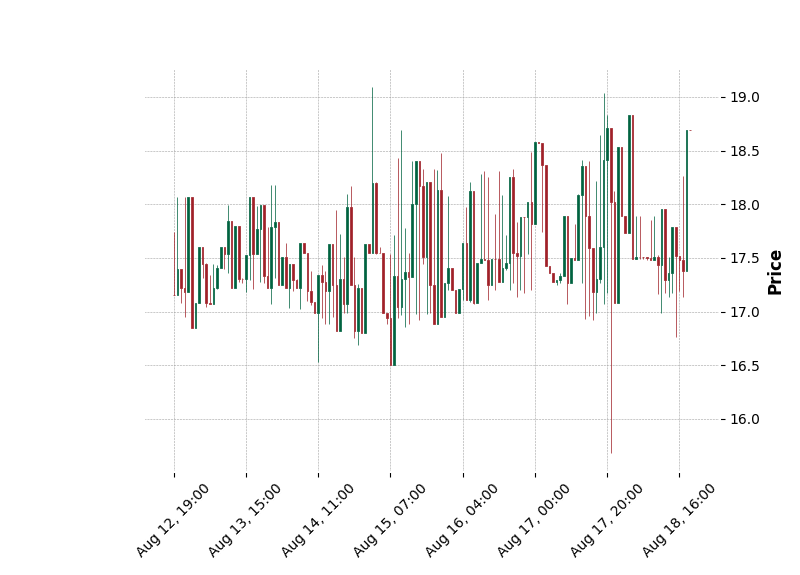 19.0
18.5
18.0
17.5
17.0
16.5
16.0
Price
Aug 12, 19:00
Aug 13, 15:00
Aug 14, 11:00
Aug 15, 07:00
Aug 16, 04:00
Aug 17, 00:00
Aug 17, 20:00
Aug 18, 16:00